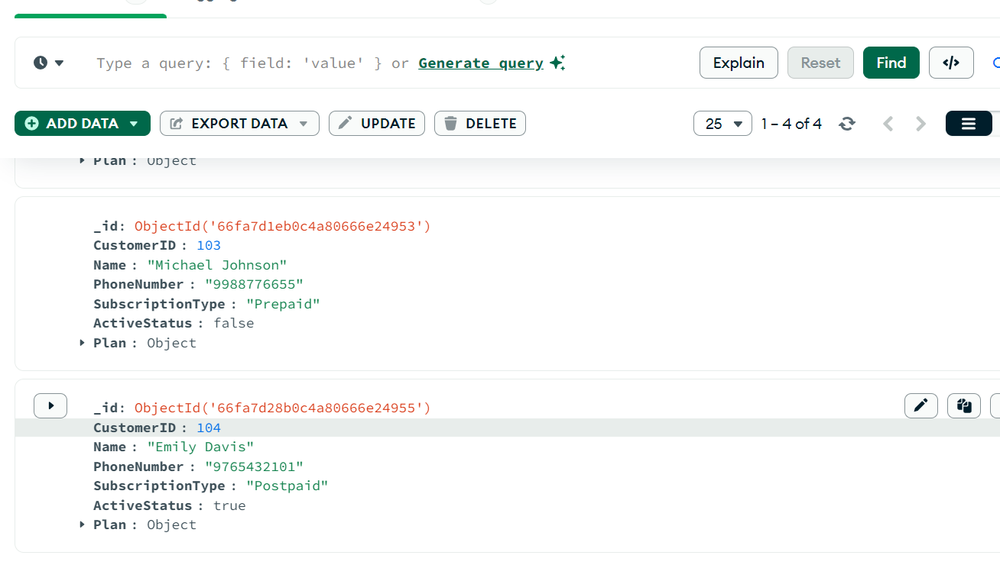 Type a query: { field: 'value' } or Generate query
Explain
Reset
Find
</>
ADD DATA
EXPORT DATA
UPDATE
DELETE
25
1 – 4 of 4
Plan : Object
_id: ObjectId('66fa7d1eb0c4a80666e24953')
CustomerID : 103
Name : "Michael Johnson"
PhoneNumber : "9988776655"
SubscriptionType : "Prepaid"
ActiveStatus : false
Plan : Object
_id: ObjectId('66fa7d28b0c4a80666e24955')
CustomerID : 104
Name : "Emily Davis"
PhoneNumber : "9765432101"
SubscriptionType : "Postpaid"
ActiveStatus : true
Plan : Object